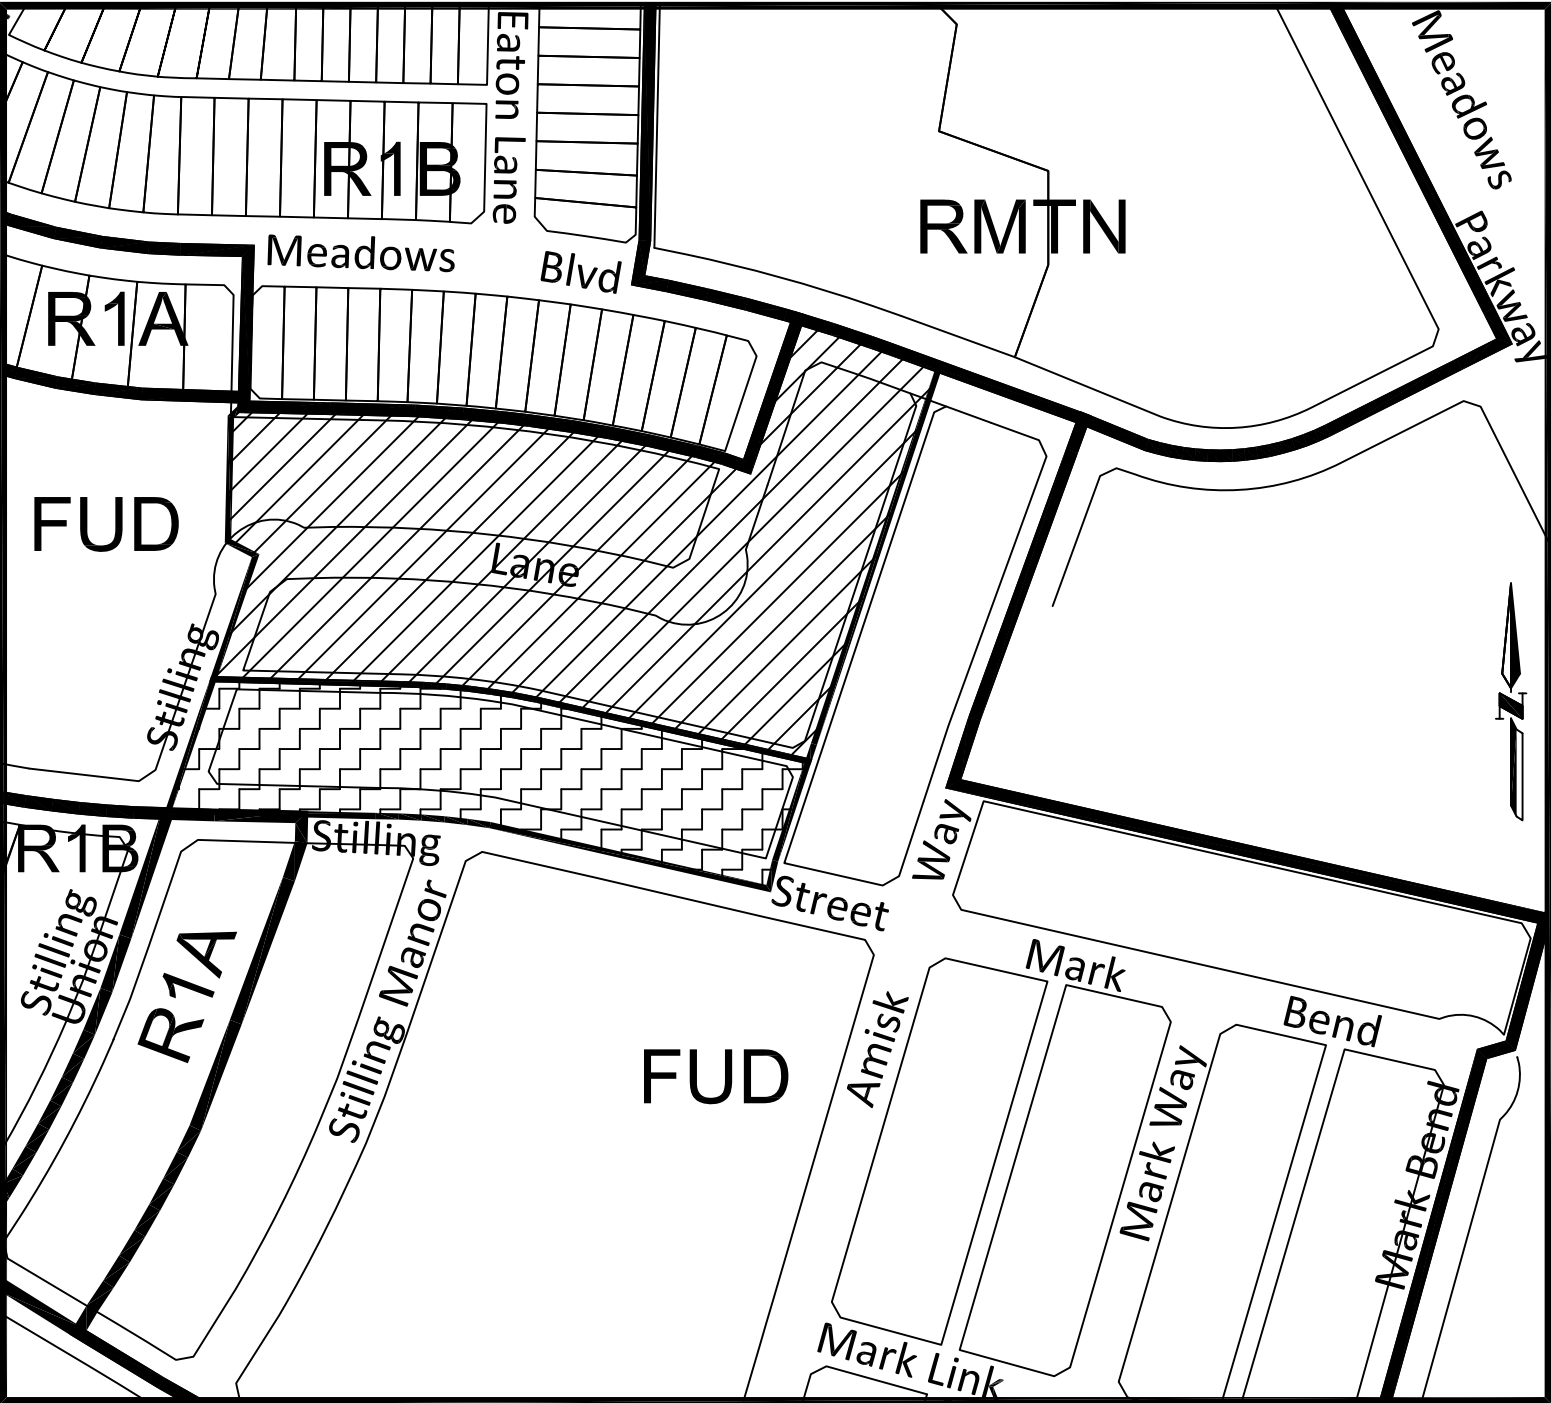 Eaton Lane
Meadows
Parkway
R1B
RMTN
Meadows
Blvd
R1A
FUD
Lane
Stilling
N
R1B
Stilling
Way
Street
Stilling
Union
R1A
Stilling Manor
Mark
Bend
Amisk
FUD
Mark Way
Mark Bend
Mark Link